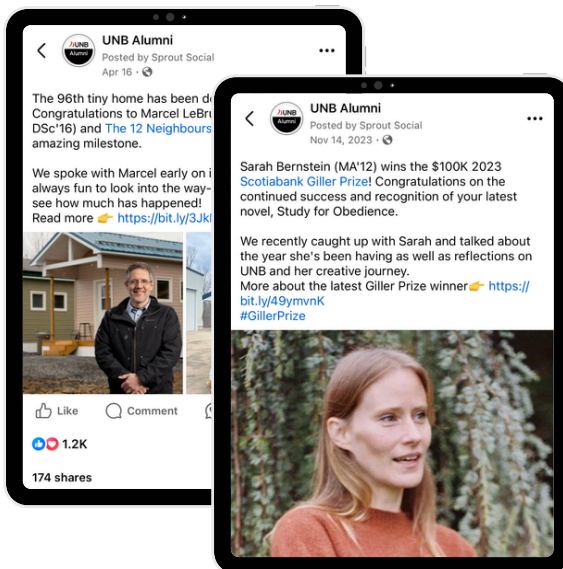 UNB Alumni
Posted by Sprout Social
Apr 16
UNB
Alumni
The 96th tiny home has been
Congratulations to Marcel
DSc'16) and The 12 Neighbours
amazing milestone.
We spoke with Marcel early on
always fun to look into the
see how much has happened!
Read more 👉 https://bit.ly/
Like
Comment
1.2K
174 shares
UNB Alumni
Posted by Sprout Social
Nov 14, 2023
UNB
Alumni
Sarah Bernstein (MA'12) wins the $100K 2023
Scotiabank Giller Prize! Congratulations on the
continued success and recognition of your latest
novel, Study for Obedience.
We recently caught up with Sarah and talked about
the year she's been having as well as reflections on
UNB and her creative journey.
More about the latest Giller Prize winner👉 https://
bit.ly/49ymvnK
#GillerPrize